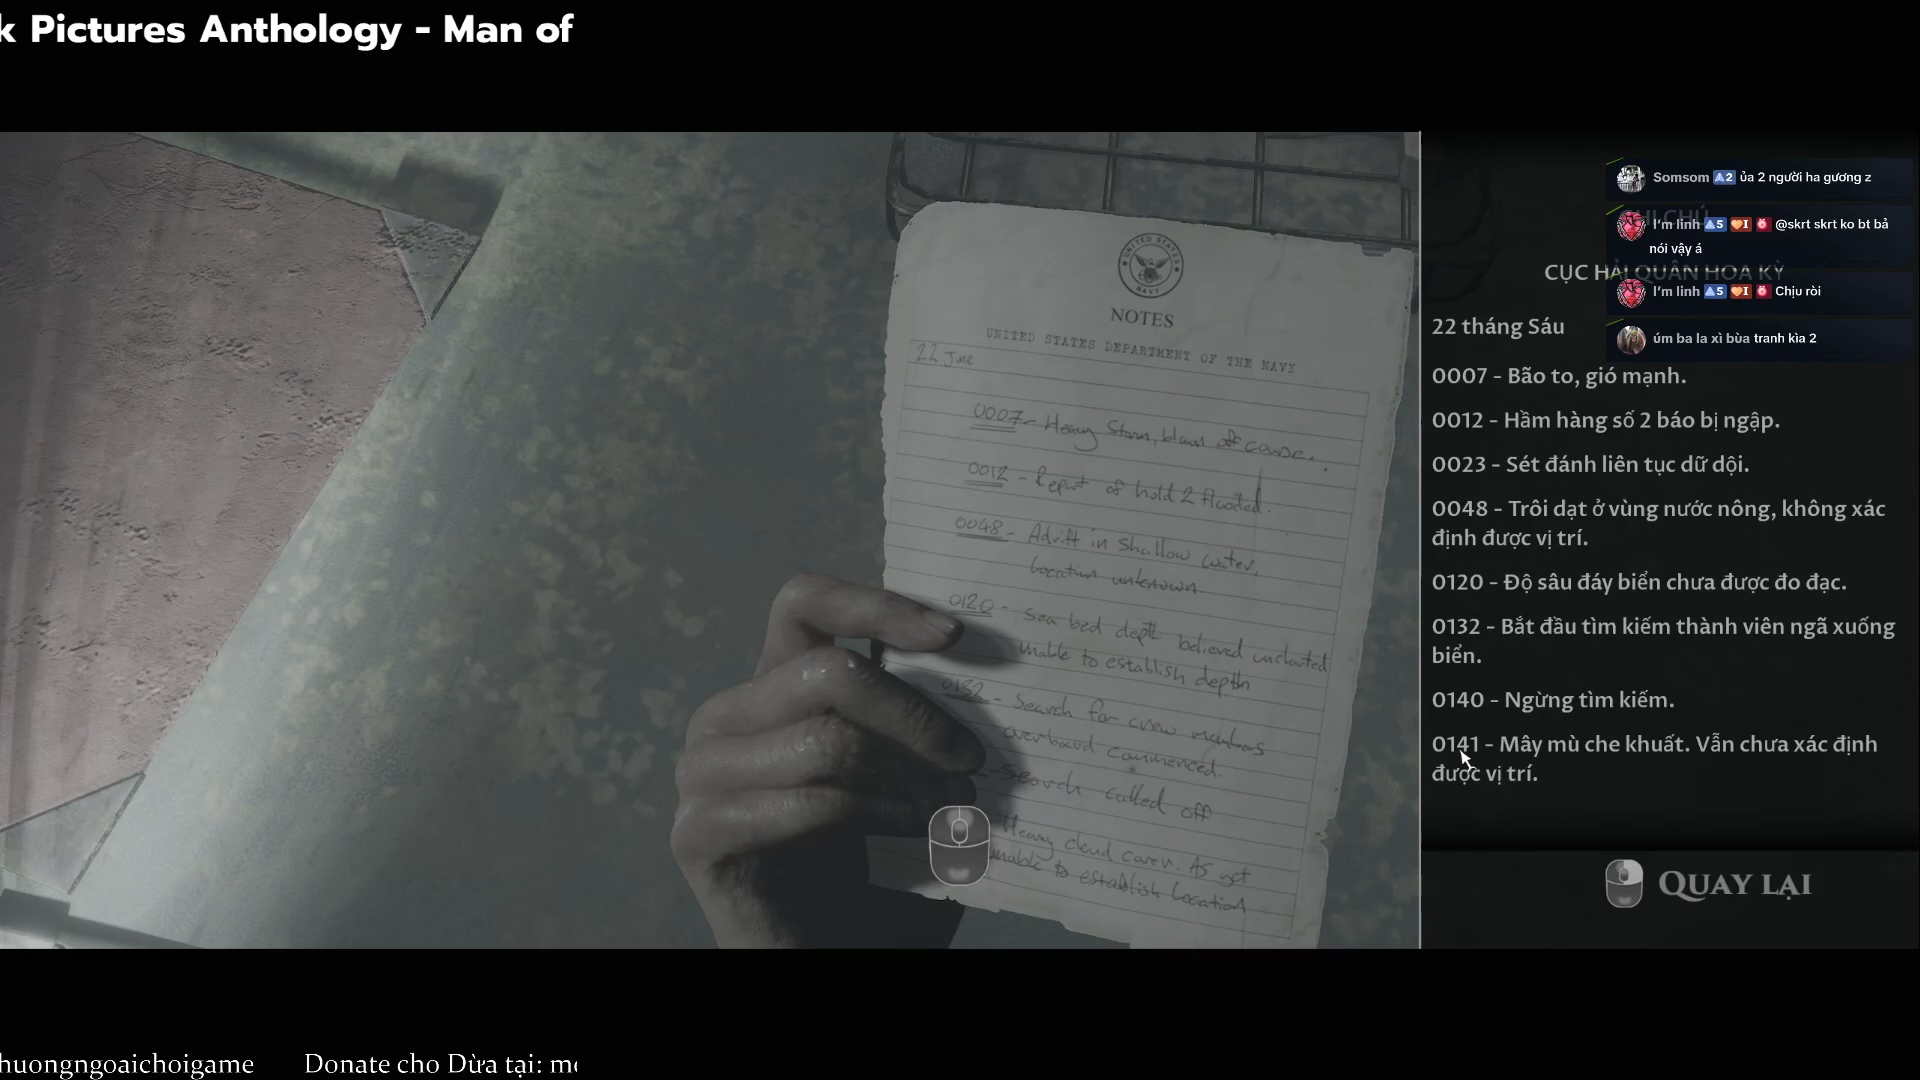 k Pictures Anthology - Man of
UNITED STATES
NAVY
NOTES
UNITED STATES DEPARTMENT OF THE NAVY
22 June
0007 - Heavy Storm, blown off course.
0012 - Report of hold 2 flooded.
0048 - Adrift in shallow water,
location unknown.
0120 - Sea bed depth believed uncharted
unable to establish depth
0132 - Search for crew members
overboard commenced.
- Search called off
Heavy cloud cover. As yet
unable to establish location
Somsom 2 ủa 2 người ha gương z
I'm linh 5 I @skrt skrt ko bt bả
nói vậy á
CỤC HẢI QUÂN HOA KỲ
I'm linh 5 I Chịu ròi
22 tháng Sáu
úm ba la xì bùa tranh kìa 2
0007 - Bão to, gió mạnh.
0012 - Hầm hàng số 2 báo bị ngập.
0023 - Sét đánh liên tục dữ dội.
0048 - Trôi dạt ở vùng nước nông, không xác
định được vị trí.
0120 - Độ sâu đáy biển chưa được đo đạc.
0132 - Bắt đầu tìm kiếm thành viên ngã xuống
biển.
0140 - Ngừng tìm kiếm.
0141 - Mây mù che khuất. Vẫn chưa xác định
được vị trí.
QUAY LẠI
huongngoaichoigame Donate cho Dừa tại: me